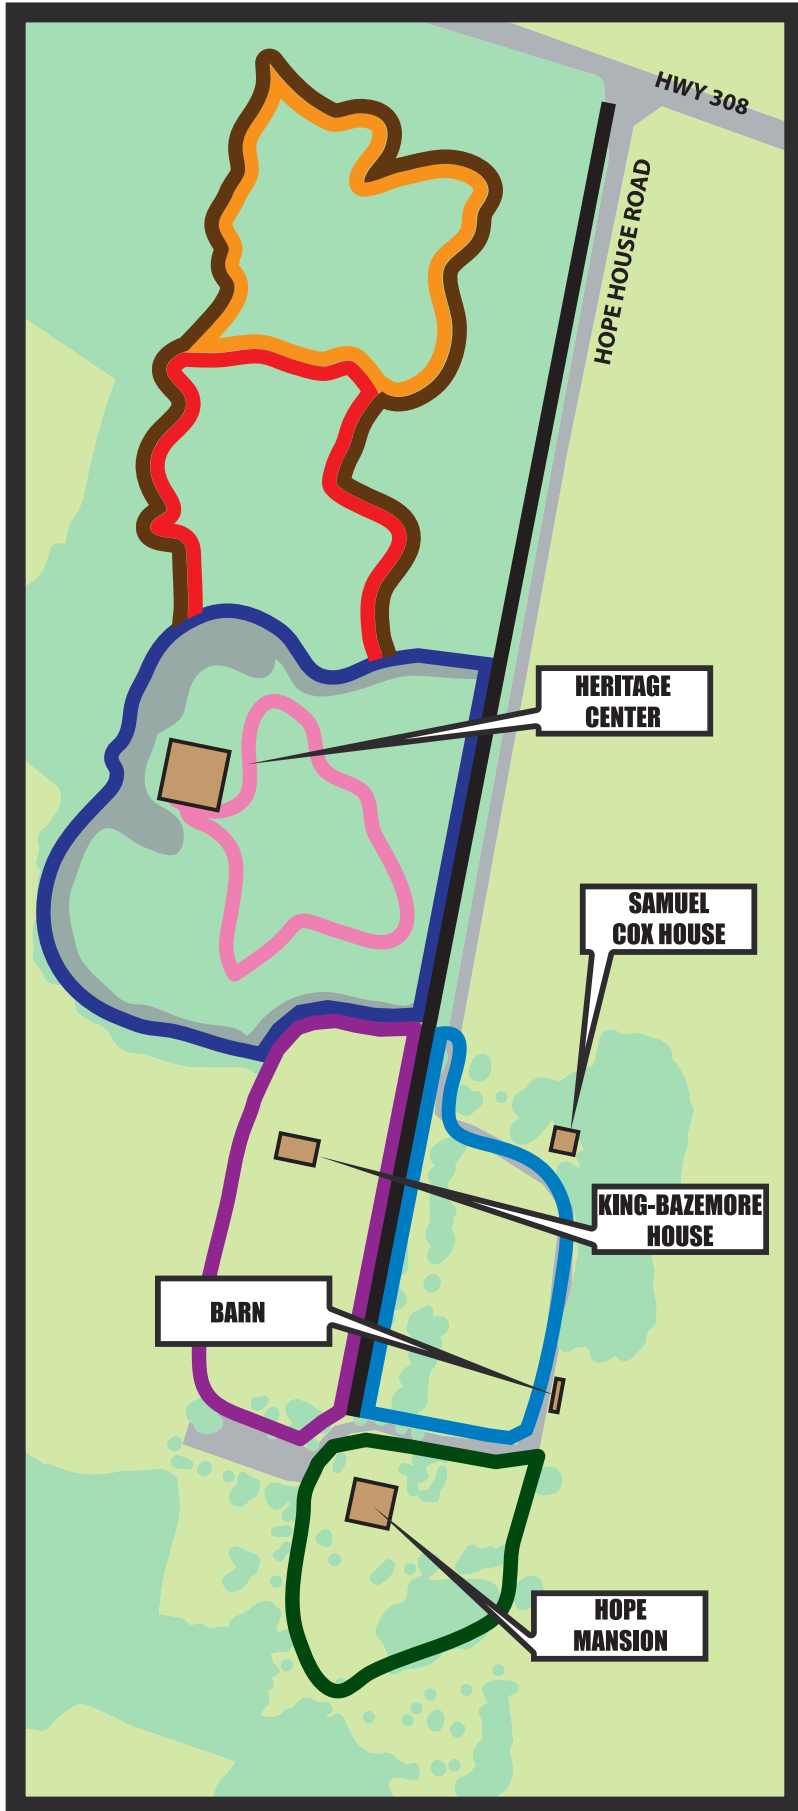 HWY 308
HOPE HOUSE ROAD
HERITAGE
CENTER
SAMUEL
COX HOUSE
KING-BAZEMORE
HOUSE
BARN
HOPE
MANSION